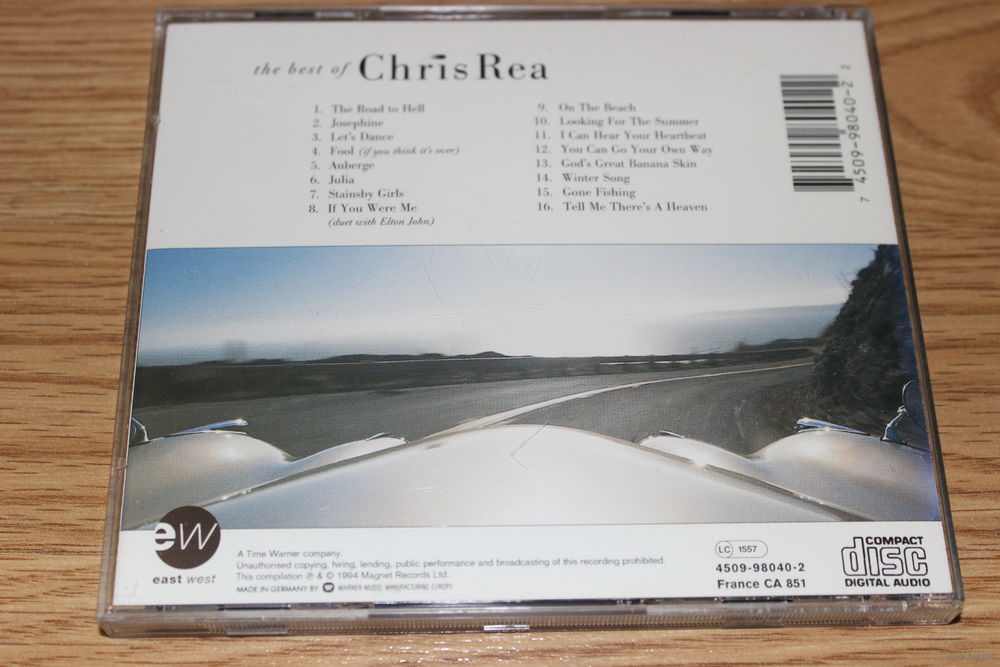 the best of Chris Rea
1. The Road to Hell
2. Josephine
3. Let's Dance
4. Fool (if you think it's over)
5. Auberge
6. Julia
7. Stainsby Girls
8. If You Were Me
(duet with Elton John)
9. On The Beach
10. Looking For The Summer
11. I Can Hear Your Heartbeat
12. You Can Go Your Own Way
13. God's Great Banana Skin
14. Winter Song
15. Gone Fishing
16. Tell Me There's A Heaven
7 4509-98040-2 2
ew
east west
A Time Warner company.
Unauthorised copying, hiring, lending, public performance and broadcasting of this recording prohibited.
This compilation ℗ & © 1994 Magnet Records Ltd.
MADE IN GERMANY BY WARNER MUSIC MANUFACTURING EUROPE
LC 1557
4509-98040-2
France CA 851
COMPACT
disc
DIGITAL AUDIO